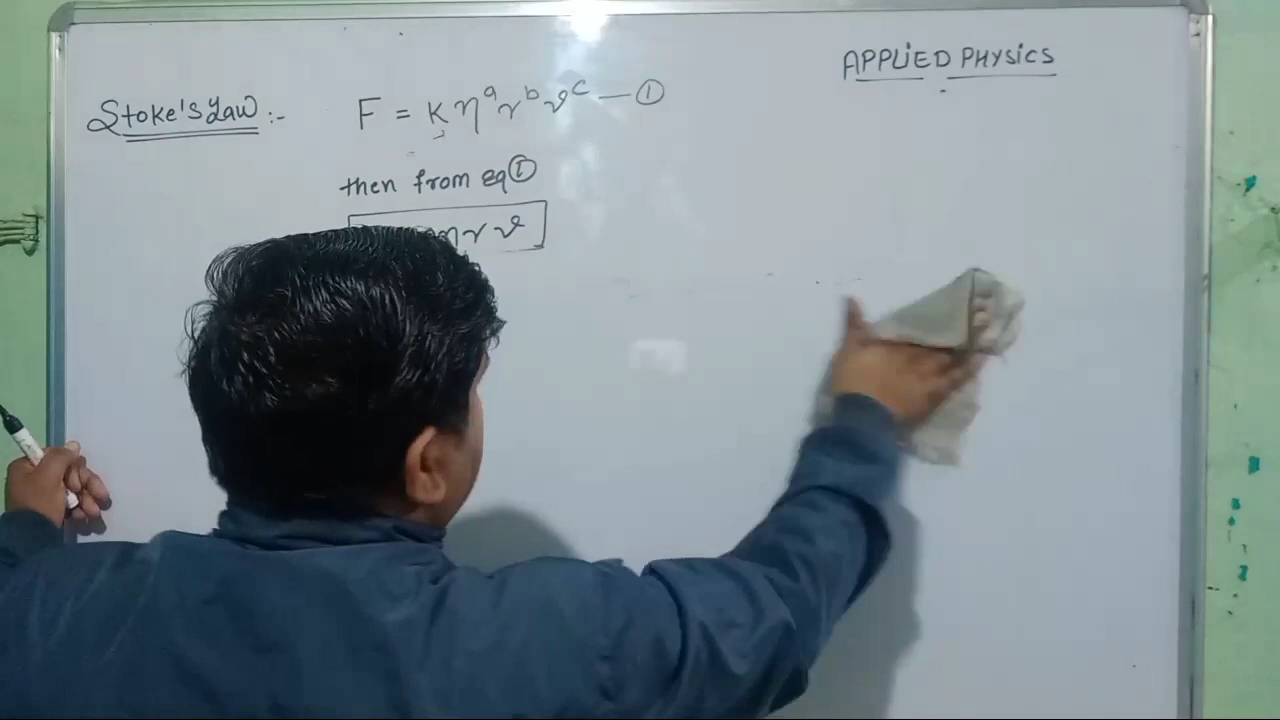 APPLIED PHYSICS
Stoke's Law :- F = K η^a r^b v^c — ①
then from eq ①
η r v